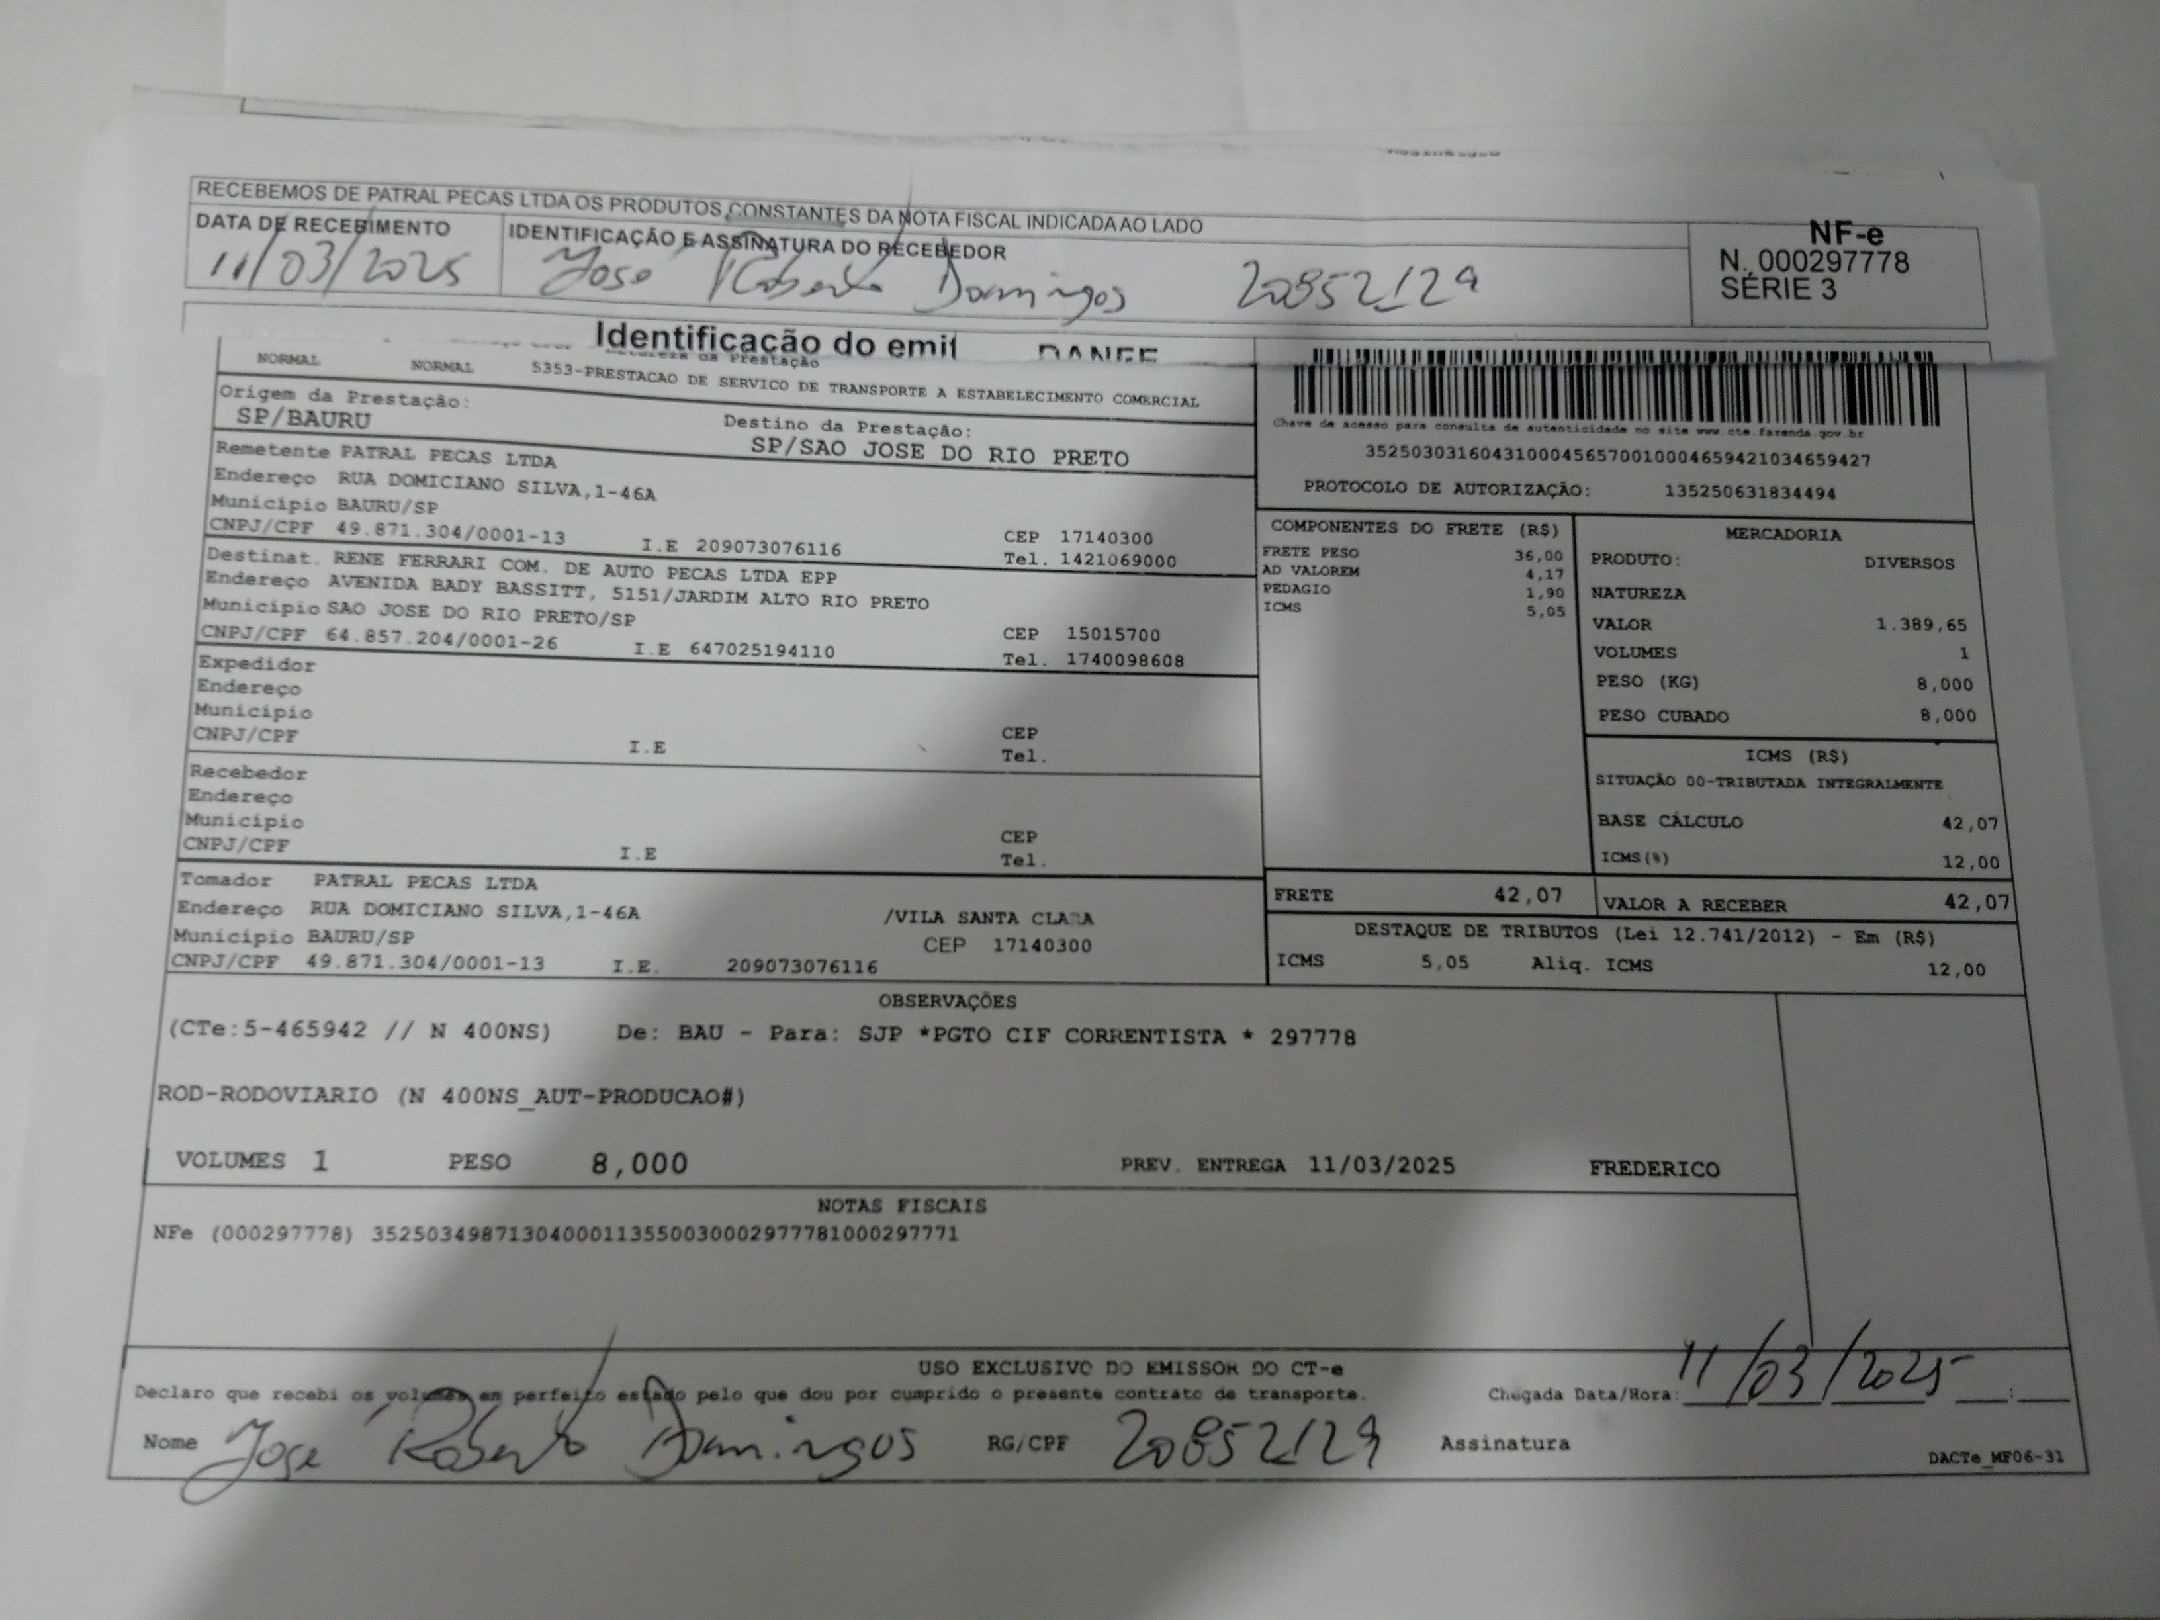 RECEBEMOS DE PATRAL PECAS LTDA OS PRODUTOS CONSTANTES DA NOTA FISCAL INDICADA AO LADO
DATA DE RECEBIMENTO
11/03/2025
IDENTIFICAÇÃO E ASSINATURA DO RECEBEDOR
Jose Roberto Domingos 20852129
NF-e
N. 000297778
SÉRIE 3
Identificação do emit
DANFE
Natureza da Prestação
NORMAL NORMAL 5353-PRESTACAO DE SERVICO DE TRANSPORTE A ESTABELECIMENTO COMERCIAL
Origem da Prestação:
SP/BAURU
Destino da Prestação:
SP/SAO JOSE DO RIO PRETO
Chave de acesso para consulta de autenticidade no site www.cte.fazenda.gov.br
35250303160431000456570010004659421034659427
PROTOCOLO DE AUTORIZAÇÃO: 135250631834494
Remetente PATRAL PECAS LTDA
Endereço RUA DOMICIANO SILVA,1-46A
Município BAURU/SP
CEP 17140300
CNPJ/CPF 49.871.304/0001-13 I.E 209073076116
Tel. 1421069000
Destinat. RENE FERRARI COM. DE AUTO PECAS LTDA EPP
Endereço AVENIDA BADY BASSITT, 5151/JARDIM ALTO RIO PRETO
Município SAO JOSE DO RIO PRETO/SP
CEP 15015700
CNPJ/CPF 64.857.204/0001-26 I.E 647025194110
Tel. 1740098608
Expedidor
Endereço
Município
CEP
CNPJ/CPF I.E
Tel.
Recebedor
Endereço
Município
CEP
CNPJ/CPF I.E
Tel.
Tomador PATRAL PECAS LTDA
Endereço RUA DOMICIANO SILVA,1-46A /VILA SANTA CLARA
Município BAURU/SP CEP 17140300
CNPJ/CPF 49.871.304/0001-13 I.E. 209073076116
COMPONENTES DO FRETE (R$)
FRETE PESO 36,00
AD VALOREM 4,17
PEDAGIO 1,90
ICMS 5,05
MERCADORIA
PRODUTO: DIVERSOS
NATUREZA
VALOR 1.389,65
VOLUMES 1
PESO (KG) 8,000
PESO CUBADO 8,000
ICMS (R$)
SITUAÇÃO 00-TRIBUTADA INTEGRALMENTE
BASE CÁLCULO 42,07
ICMS(%) 12,00
FRETE 42,07
VALOR A RECEBER 42,07
DESTAQUE DE TRIBUTOS (Lei 12.741/2012) - Em (R$)
ICMS 5,05 Aliq. ICMS 12,00
OBSERVAÇÕES
(CTe:5-465942 // N 400NS) De: BAU - Para: SJP *PGTO CIF CORRENTISTA * 297778
ROD-RODOVIARIO (N 400NS_AUT-PRODUCAO#)
VOLUMES 1 PESO 8,000 PREV. ENTREGA 11/03/2025 FREDERICO
NOTAS FISCAIS
NFe (000297778) 35250349871304000113550030002977781000297771
USO EXCLUSIVO DO EMISSOR DO CT-e
Declaro que recebi os volumes em perfeito estado pelo que dou por cumprido o presente contrato de transporte.
Chegada Data/Hora: 11/03/2025 :
Nome José Roberto Domingos RG/CPF 20852129 Assinatura
DACTe_MF06-31